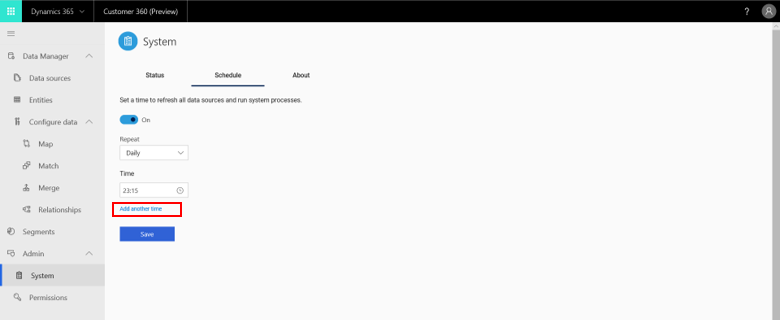 Dynamics 365 Customer 360 (Preview) ?
System
Data Manager
Data sources
Entities
Configure data
Map
Match
Merge
Relationships
Segments
Admin
System
Permissions
Status Schedule About
Set a time to refresh all data sources and run system processes.
On
Repeat
Daily
Time
23:15
Add another time
Save